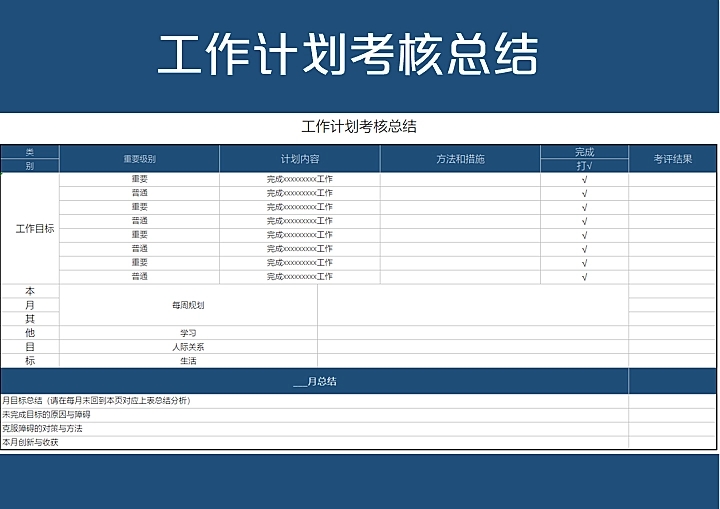 工作计划考核总结
工作计划考核总结
类
别
重要级别
计划内容
方法和措施
完成
打√
考评结果
工作目标
重要 完成xxxxxxxxx工作 √
普通 完成xxxxxxxxx工作 √
重要 完成xxxxxxxxx工作 √
普通 完成xxxxxxxxx工作 √
重要 完成xxxxxxxxx工作 √
普通 完成xxxxxxxxx工作 √
重要 完成xxxxxxxxx工作 √
普通 完成xxxxxxxxx工作 √
本
月
其
他
目
标
每周规划
学习
人际关系
生活
___月总结
月目标总结（请在每月末回到本页对应上表总结分析）
未完成目标的原因与障碍
克服障碍的对策与方法
本月创新与收获